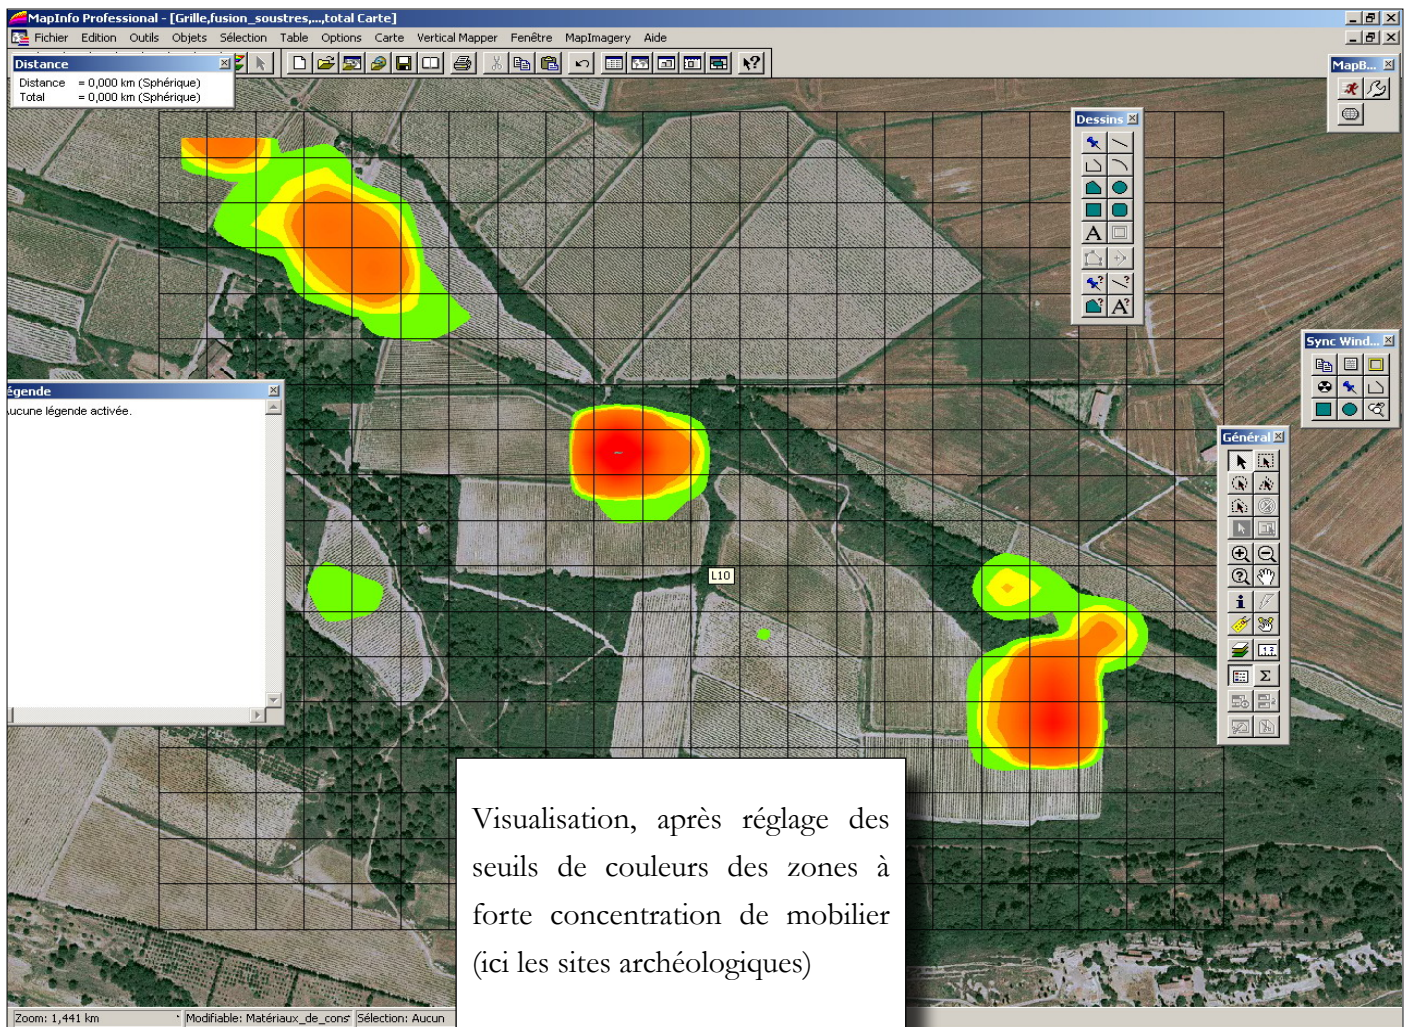 MapInfo Professional - [Grille,fusion_soustres,...,total Carte]
Fichier Edition Outils Objets Sélection Table Options Carte Vertical Mapper Fenêtre MapImagery Aide
Distance
Distance = 0,000 km (Sphérique)
Total = 0,000 km (Sphérique)
MapB...
Dessins
A
A
Sync Wind...
égende
Aucune légende activée.
Général
L10
Visualisation, après réglage des
seuils de couleurs des zones à
forte concentration de mobilier
(ici les sites archéologiques)
Zoom: 1,441 km Modifiable: Matériaux_de_cons Sélection: Aucun